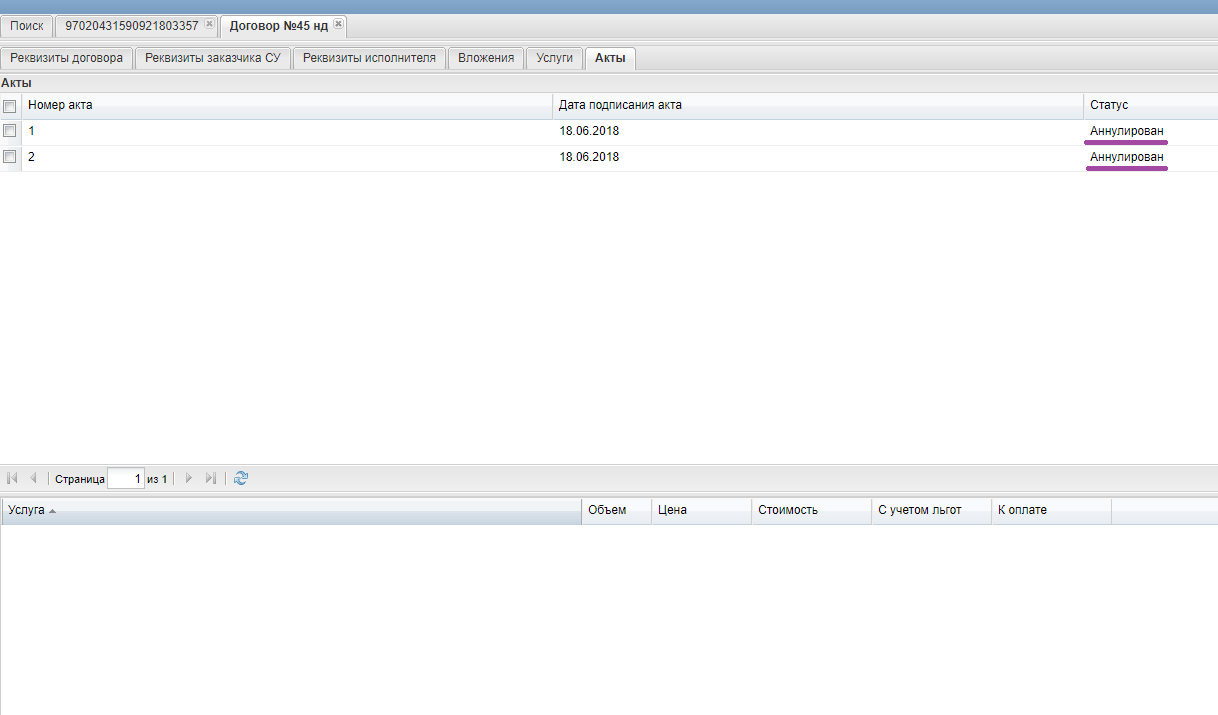 Поиск 97020431590921803357 Договор №45 нд
Реквизиты договора Реквизиты заказчика СУ Реквизиты исполнителя Вложения Услуги Акты
Акты
Номер акта Дата подписания акта Статус
1 18.06.2018 Аннулирован
2 18.06.2018 Аннулирован
Страница 1 из 1
Услуга Объем Цена Стоимость С учетом льгот К оплате